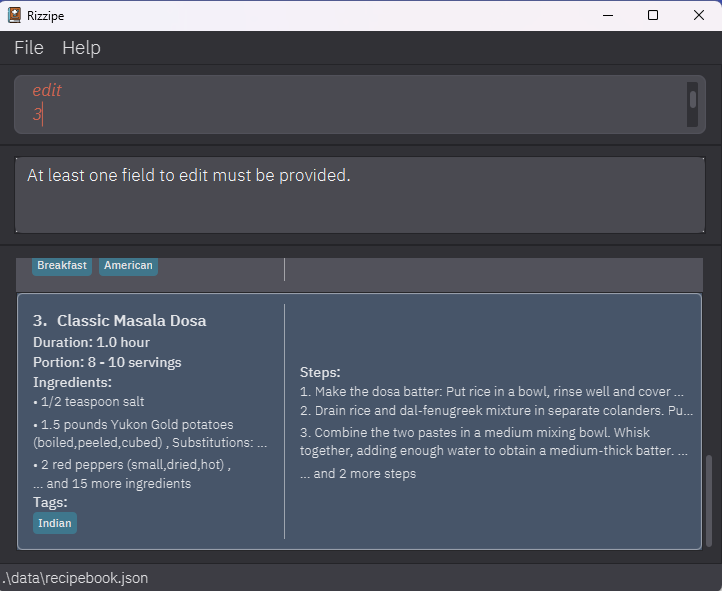 Rizzipe
File Help
edit
3
At least one field to edit must be provided.
Breakfast American
3. Classic Masala Dosa
Duration: 1.0 hour
Portion: 8 - 10 servings
Ingredients:
• 1/2 teaspoon salt
• 1.5 pounds Yukon Gold potatoes
(boiled,peeled,cubed) , Substitutions: ...
• 2 red peppers (small,dried,hot) ,
... and 15 more ingredients
Tags:
Indian
Steps:
1. Make the dosa batter: Put rice in a bowl, rinse well and cover ...
2. Drain rice and dal-fenugreek mixture in separate colanders. Pu...
3. Combine the two pastes in a medium mixing bowl. Whisk
together, adding enough water to obtain a medium-thick batter. ...
... and 2 more steps
.\data\recipebook.json